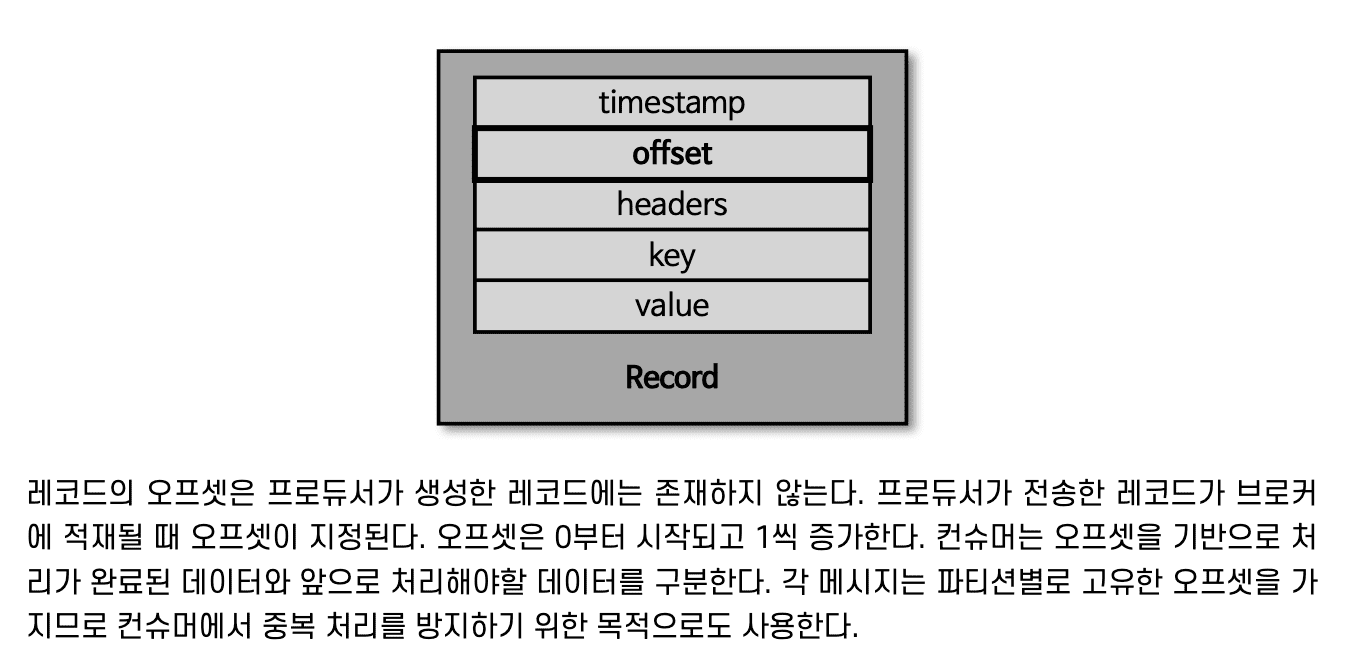 timestamp
offset
headers
key
value
Record
레코드의 오프셋은 프로듀서가 생성한 레코드에는 존재하지 않는다. 프로듀서가 전송한 레코드가 브로커
에 적재될 때 오프셋이 지정된다. 오프셋은 0부터 시작되고 1씩 증가한다. 컨슈머는 오프셋을 기반으로 처
리가 완료된 데이터와 앞으로 처리해야할 데이터를 구분한다. 각 메시지는 파티션별로 고유한 오프셋을 가
지므로 컨슈머에서 중복 처리를 방지하기 위한 목적으로도 사용한다.